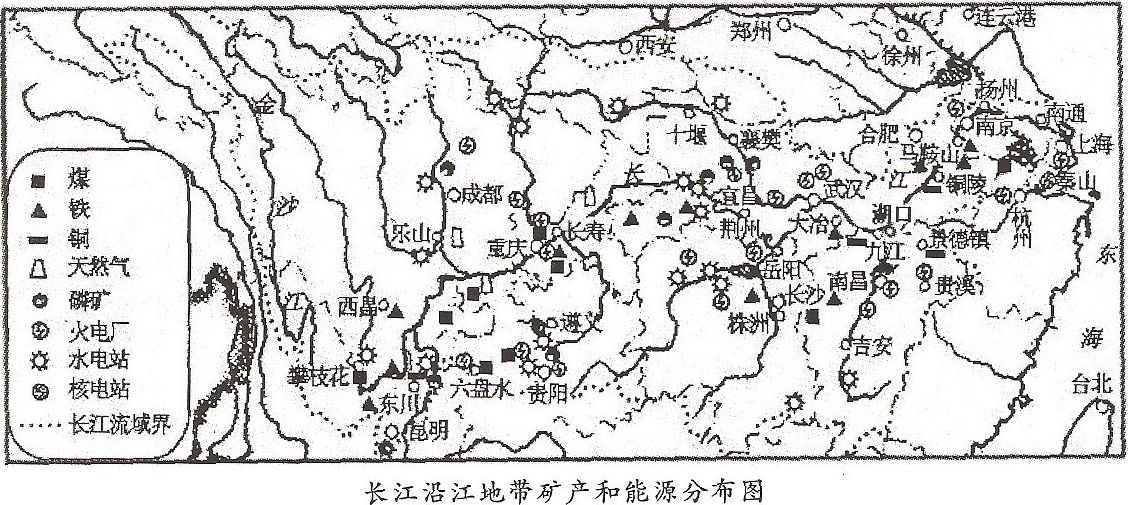 连云港
郑州
西安
徐州
金
扬州
南通
十堰
襄樊
合肥
南京
上海
马鞍山
长
江
铜陵
秦山
成都
宜昌
武汉
沙
荆州
大冶
湖口
杭州
乐山
重庆
长寿
九江
景德镇
东
岳阳
南昌
贵溪
江
西昌
长沙
遵义
株洲
海
吉安
攀枝花
六盘水
贵阳
台北
东川
昆明
煤
铁
铜
天然气
磷矿
火电厂
水电站
核电站
长江流域界
长江沿江地带矿产和能源分布图